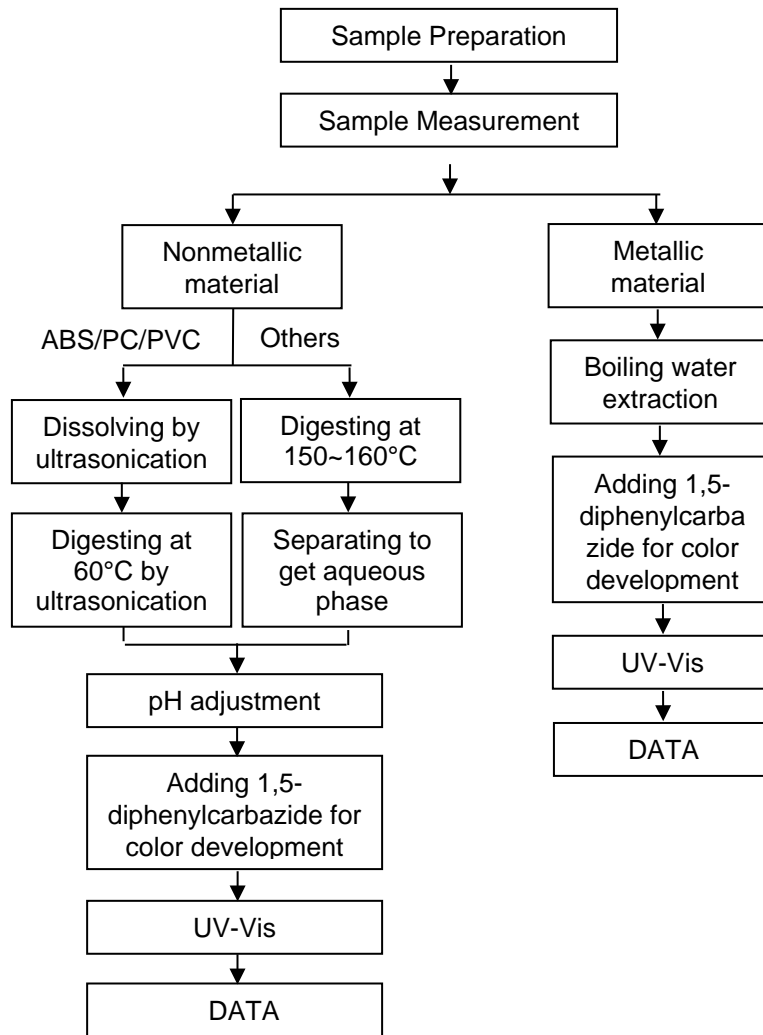 Sample Preparation
Sample Measurement
Nonmetallic
material
Metallic
material
ABS/PC/PVC
Others
Boiling water
extraction
Dissolving by
ultrasonication
Digesting at
150~160°C
Adding 1,5-
diphenylcarba
zide for color
development
Digesting at
60°C by
ultrasonication
Separating to
get aqueous
phase
UV-Vis
pH adjustment
DATA
Adding 1,5-
diphenylcarbazide for
color development
UV-Vis
DATA